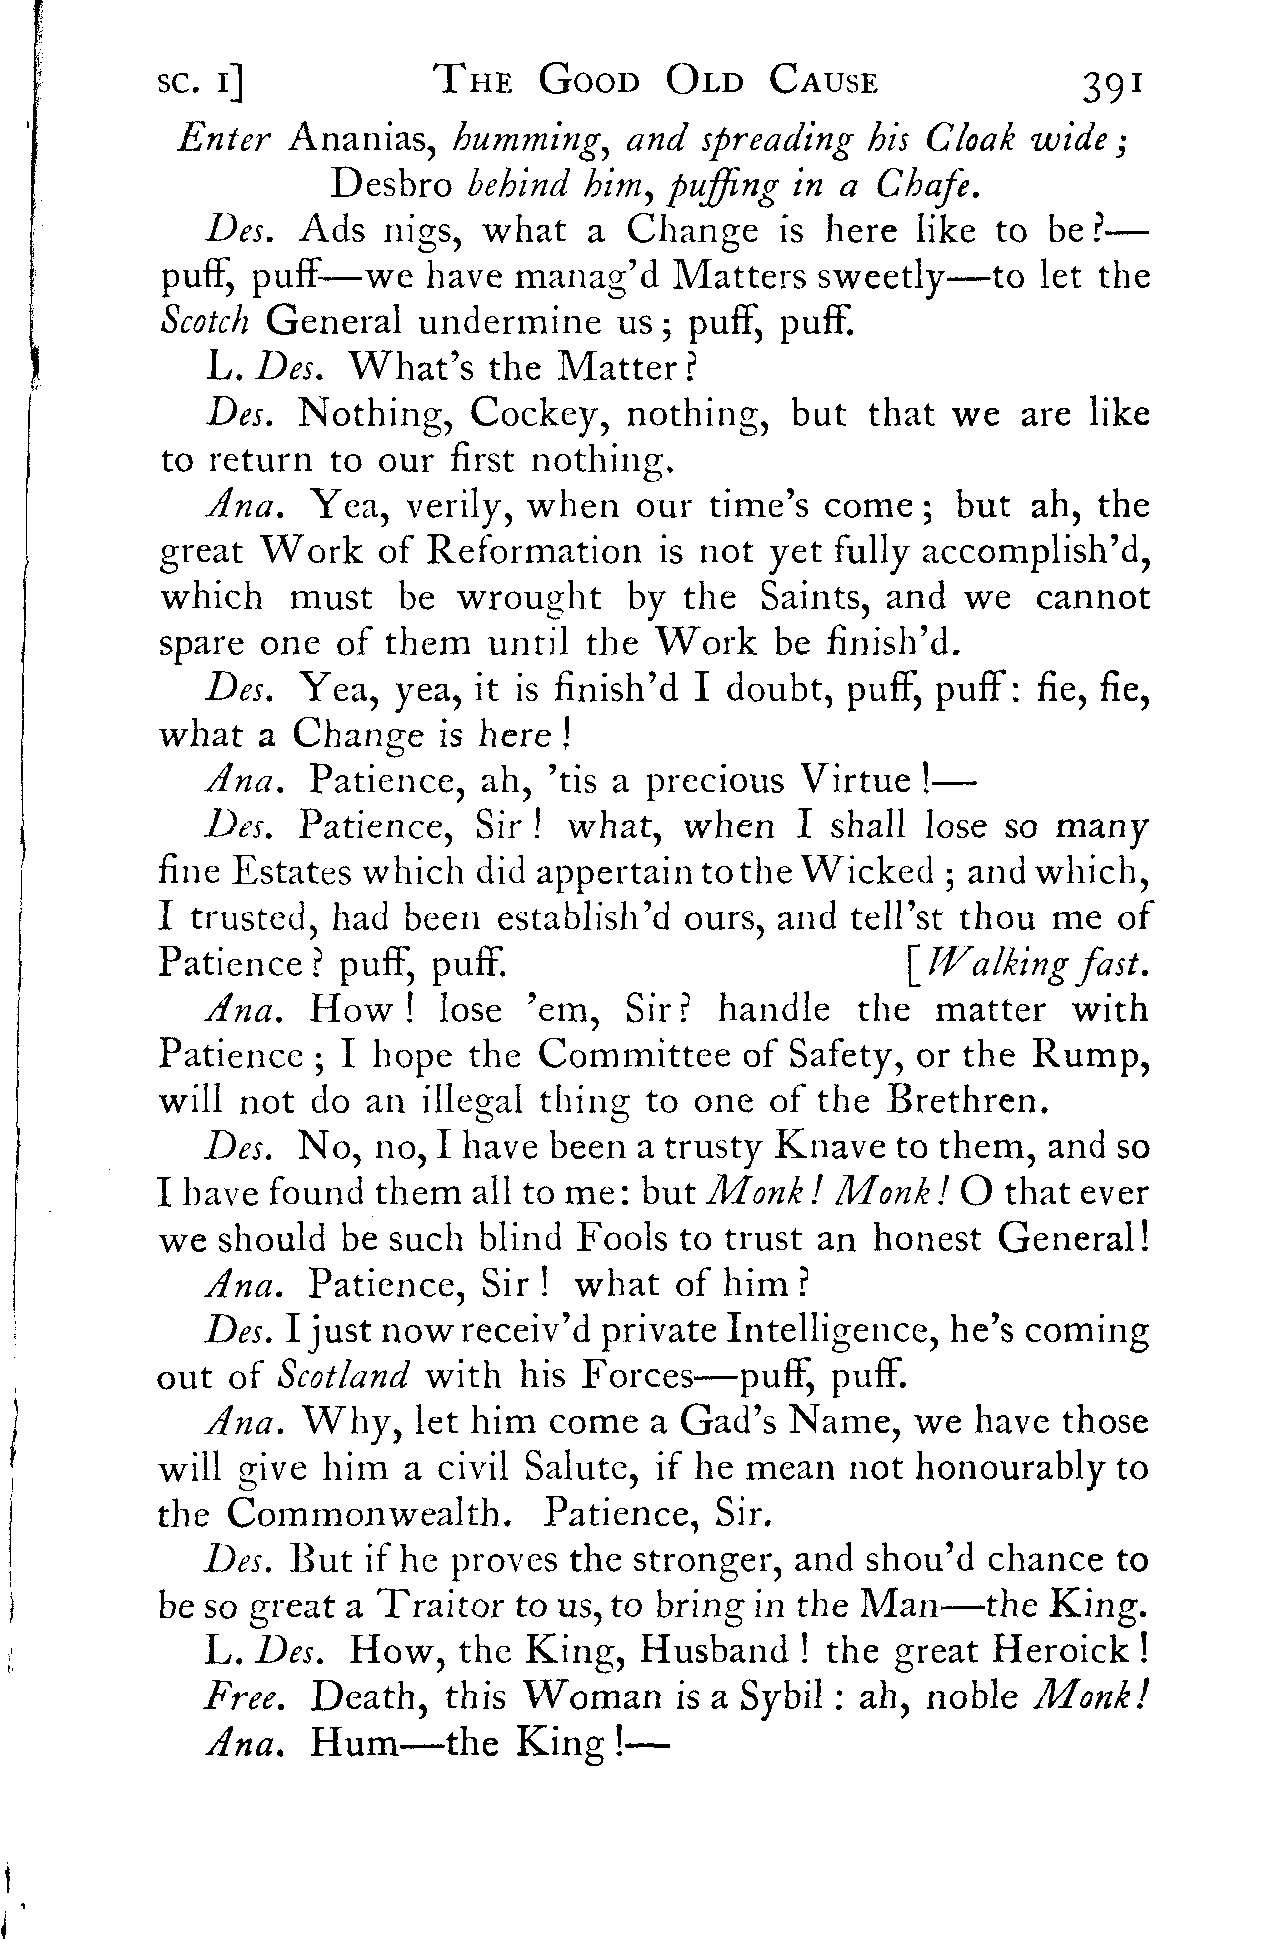 SC. I] THE GOOD OLD CAUSE 391
Enter Ananias, humming, and spreading his Cloak wide;
Desbro behind him, puffing in a Chafe.
Des. Ads nigs, what a Change is here like to be?—
puff, puff—we have manag'd Matters sweetly—to let the
Scotch General undermine us; puff, puff.
L. Des. What's the Matter?
Des. Nothing, Cockey, nothing, but that we are like
to return to our first nothing.
Ana. Yea, verily, when our time's come; but ah, the
great Work of Reformation is not yet fully accomplish'd,
which must be wrought by the Saints, and we cannot
spare one of them until the Work be finish'd.
Des. Yea, yea, it is finish'd I doubt, puff, puff: fie, fie,
what a Change is here!
Ana. Patience, ah, 'tis a precious Virtue!—
Des. Patience, Sir! what, when I shall lose so many
fine Estates which did appertain to the Wicked; and which,
I trusted, had been establish'd ours, and tell'st thou me of
Patience? puff, puff. [Walking fast.
Ana. How! lose 'em, Sir? handle the matter with
Patience; I hope the Committee of Safety, or the Rump,
will not do an illegal thing to one of the Brethren.
Des. No, no, I have been a trusty Knave to them, and so
I have found them all to me: but Monk! Monk! O that ever
we should be such blind Fools to trust an honest General!
Ana. Patience, Sir! what of him?
Des. I just now receiv'd private Intelligence, he's coming
out of Scotland with his Forces—puff, puff.
Ana. Why, let him come a Gad's Name, we have those
will give him a civil Salute, if he mean not honourably to
the Commonwealth. Patience, Sir.
Des. But if he proves the stronger, and shou'd chance to
be so great a Traitor to us, to bring in the Man—the King.
L. Des. How, the King, Husband! the great Heroick!
Free. Death, this Woman is a Sybil: ah, noble Monk!
Ana. Hum—the King!—